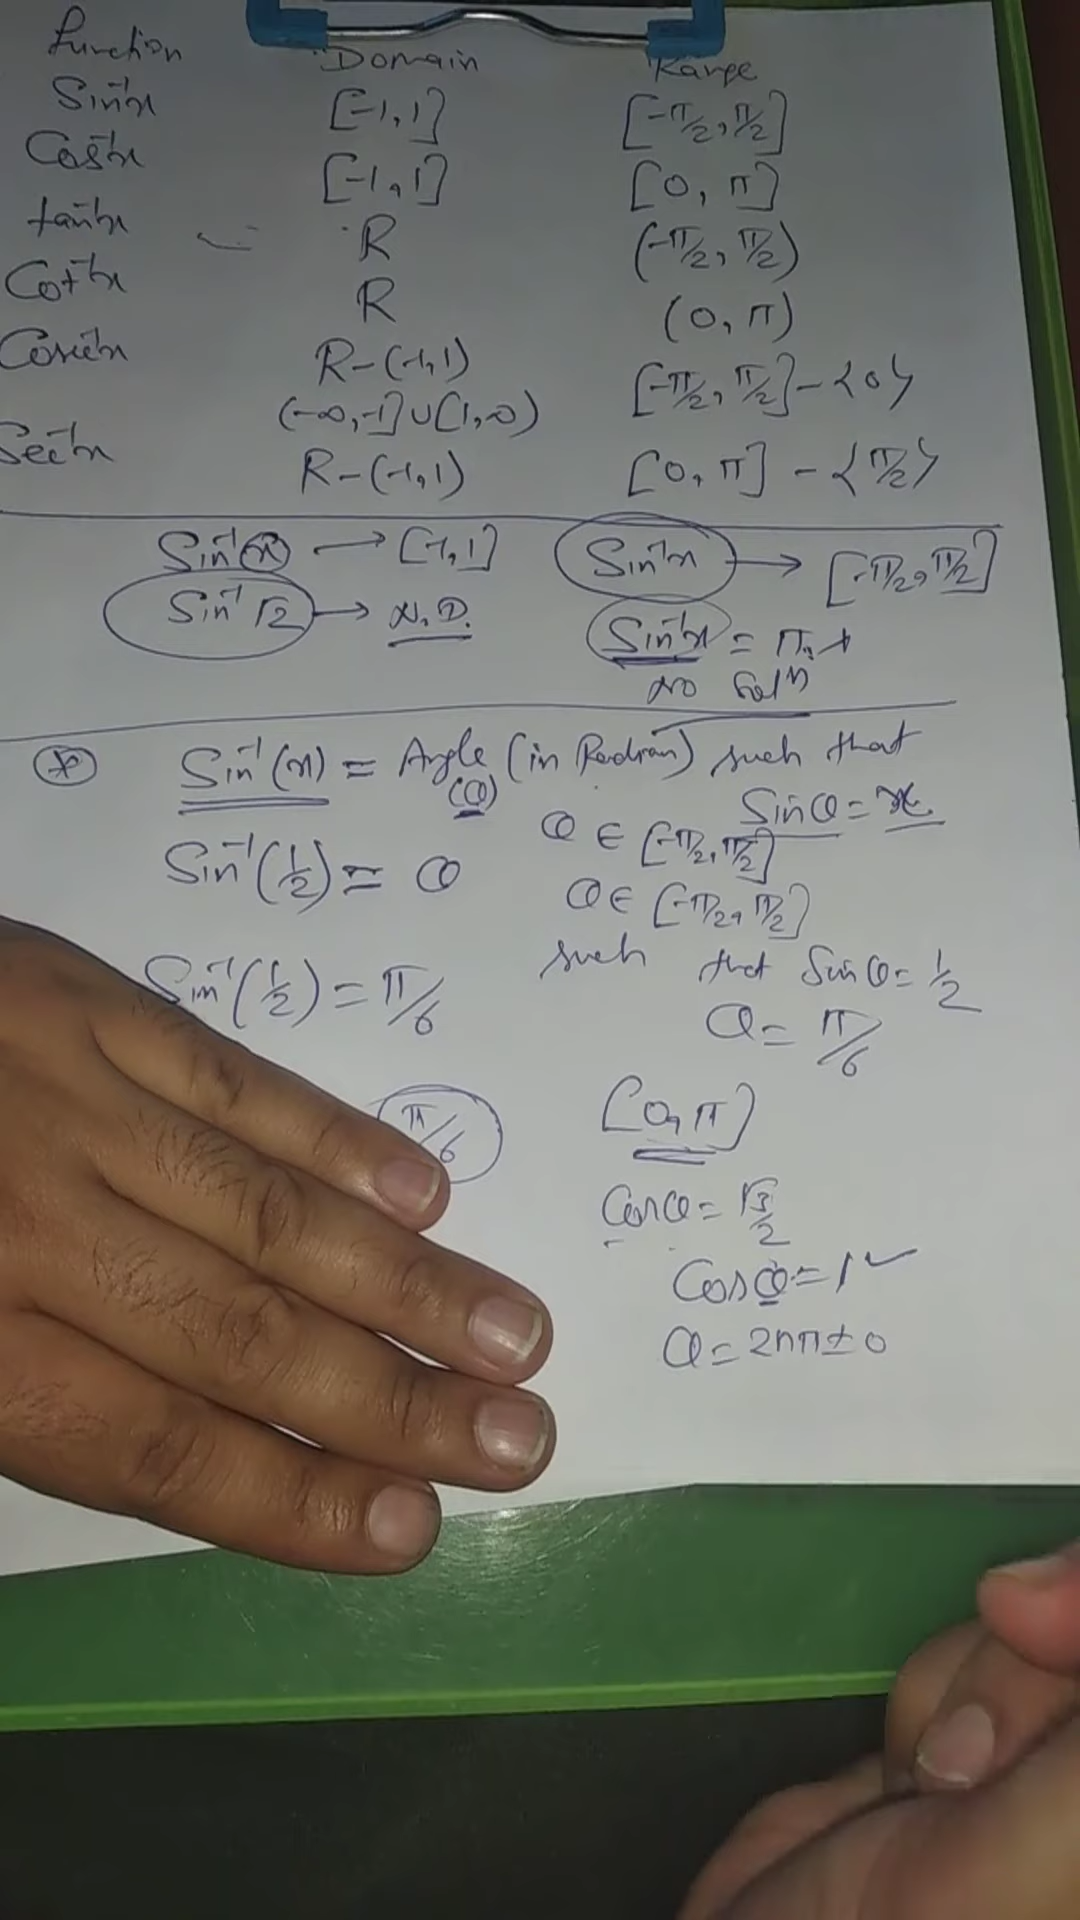 Function Domain Range
Sin⁻¹x [-1,1] [-π/2, π/2]
Cos⁻¹x [-1,1] [0, π]
tan⁻¹x R (-π/2, π/2)
Cot⁻¹x R (0, π)
Cosec⁻¹x R-(-1,1) [-π/2, π/2]-{0}
(-∞,-1]∪[1,∞)
Sec⁻¹x R-(-1,1) [0, π] - {π/2}
Sin⁻¹(x) → [-1,1] Sin⁻¹x → [-π/2, π/2]
Sin⁻¹√2 → N.D. Sin⁻¹x = π
no Solⁿ
Sin⁻¹(x) = Angle (in Radian) such that
(θ) Sinθ = x
θ ∈ [-π/2, π/2]
Sin⁻¹(1/2) = θ θ ∈ [-π/2, π/2]
such that Sinθ = 1/2
Sin⁻¹(1/2) = π/6 θ = π/6
π/6 [0, π]
Cosθ = √3/2
Cosθ = 1 ✓
θ = 2nπ ± 0